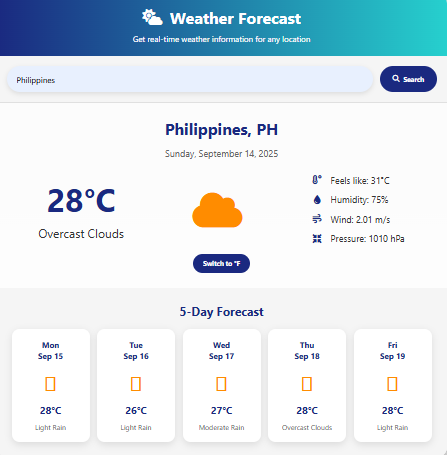 Weather Forecast
Get real-time weather information for any location
Philippines
Search
Philippines, PH
Sunday, September 14, 2025
28°C
Overcast Clouds
Feels like: 31°C
Humidity: 75%
Wind: 2.01 m/s
Pressure: 1010 hPa
Switch to °F
5-Day Forecast
Mon
Sep 15
28°C
Light Rain
Tue
Sep 16
26°C
Light Rain
Wed
Sep 17
27°C
Moderate Rain
Thu
Sep 18
28°C
Overcast Clouds
Fri
Sep 19
28°C
Light Rain